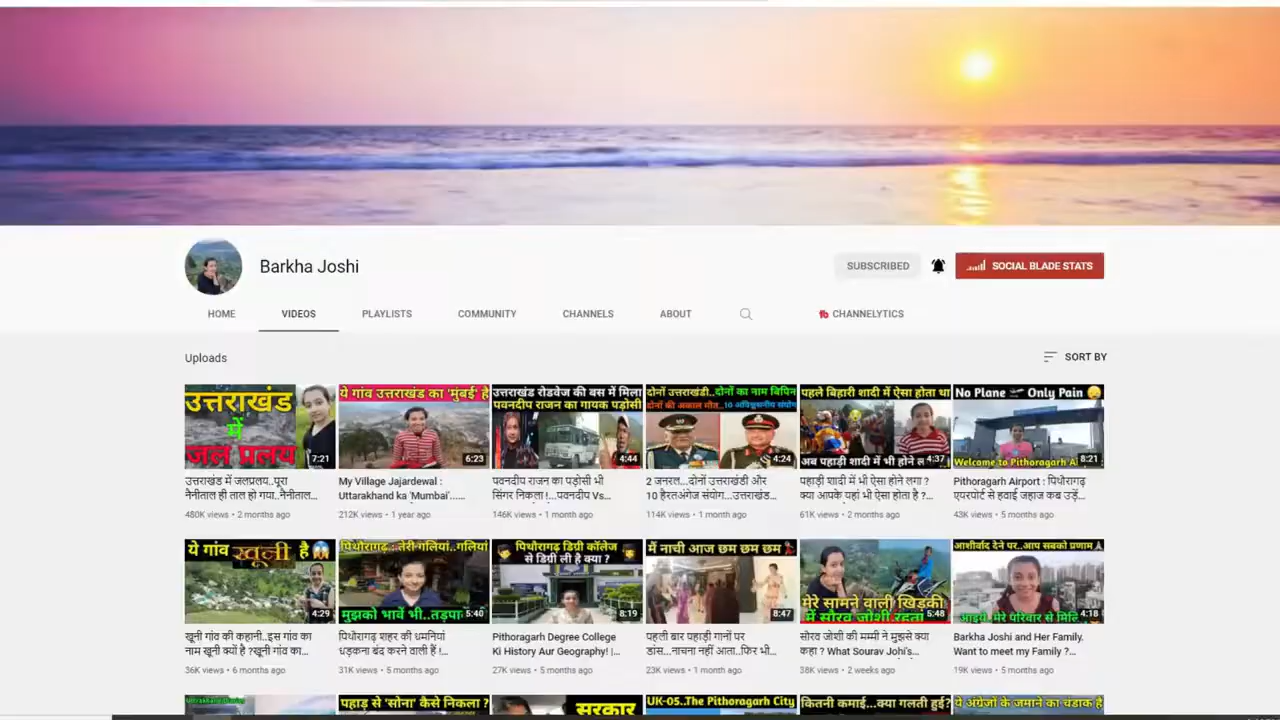 Barkha Joshi
SUBSCRIBED
SOCIAL BLADE STATS
HOME
VIDEOS
PLAYLISTS
COMMUNITY
CHANNELS
ABOUT
CHANNELYTICS
Uploads
SORT BY
उत्तराखंड
में
जल प्रलय
7:21
ये गांव उत्तराखंड का 'मुंबई' है
6:23
उत्तराखंड रोडवेज की बस में मिला
पवनदीप राजन का गायक पड़ोसी
4:44
दोनों उत्तराखंडी..दोनों का नाम बिपिन
दोनों की अकाल मौत..10 अविश्वसनीय संयोग
4:24
पहले बिहारी शादी में ऐसा होता था
अब पहाड़ी शादी में भी होने ल
4:37
No Plane Only Pain
Welcome to Pithoragarh Ai
8:21
उत्तराखंड में जलप्रलय..पूरा
नैनीताल ही ताल हो गया..नैनीताल...
480K views • 2 months ago
My Village Jajardewal :
Uttarakhand ka 'Mumbai'......
212K views • 1 year ago
पवनदीप राजन का पड़ोसी भी
सिंगर निकला !...पवनदीप Vs...
146K views • 1 month ago
2 जनरल...दोनों उत्तराखंडी और
10 हैरतअंगेज संयोग...उत्तराखंड...
114K views • 1 month ago
पहाड़ी शादी में भी ऐसा होने लगा ?
क्या आपके यहां भी ऐसा होता है ?...
61K views • 2 months ago
Pithoragarh Airport : पिथौरागढ़
एयरपोर्ट से हवाई जहाज कब उड़ें...
43K views • 5 months ago
ये गांव खूनी है
4:29
पिथौरागढ़ : तेरी गलियां..गलियां
मुझको भावें भी..तड़पा
5:40
पिथौरागढ़ डिग्री कॉलेज
से डिग्री ली है क्या ?
8:19
मैं नाची आज छम छम छम
8:47
मेरे सामने वाली खिड़की
में सौरव जोशी रहता
5:48
आशीर्वाद देने पर..आप सबको प्रणाम
आइये..मेरे परिवार से मिलि
4:18
खूनी गांव की कहानी..इस गांव का
नाम खूनी क्यों है ?खूनी गांव का...
36K views • 6 months ago
पिथौरागढ़ शहर की धमनियां
धड़कना बंद करने वाली हैं !...
31K views • 5 months ago
Pithoragarh Degree College
Ki History Aur Geography! |...
27K views • 5 months ago
पहली बार पहाड़ी गानों पर
डांस...नाचना नहीं आता..फिर भी...
23K views • 1 month ago
सौरव जोशी की मम्मी ने मुझसे क्या
कहा ? What Sourav Johi's...
38K views • 2 weeks ago
Barkha Joshi and Her Family.
Want to meet my Family ?...
19K views • 5 months ago
पहाड़ से 'सोना' कैसे निकला ?
सरकार
UK-05..The Pithoragarh City
कितनी कमाई...क्या गलती हुई?
ये अंग्रेजों के जमाने का चंडाक है